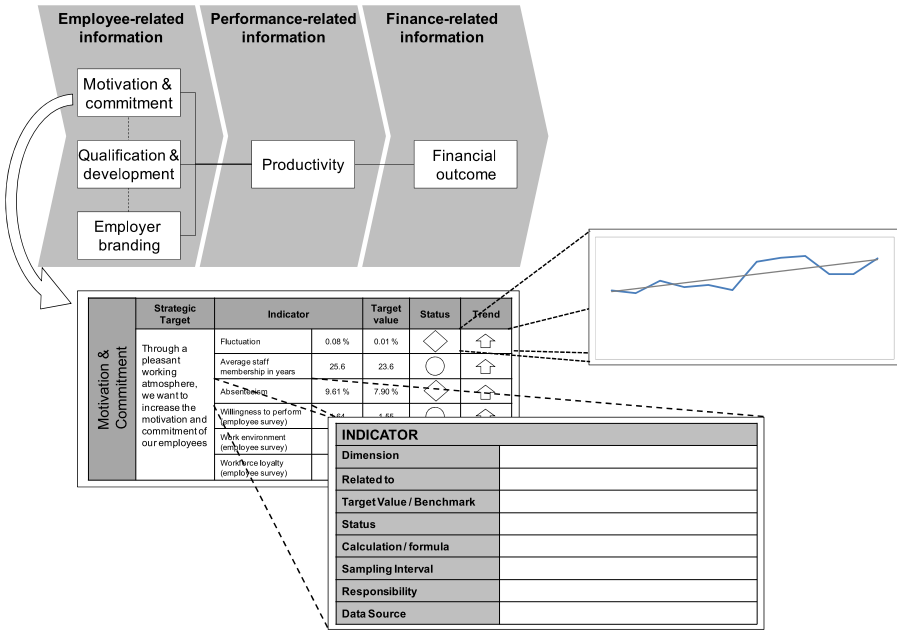 Employee-related
information
Performance-related
information
Finance-related
information
Motivation &
commitment
Qualification &
development
Employer
branding
Productivity
Financial
outcome
Motivation &
Commitment
Strategic
Target
Indicator
Target
value
Status
Trend
Through a
pleasant
working
atmosphere,
we want to
increase the
motivation and
commitment of
our employees
Fluctuation
0.08 %
0.01 %
Average staff
membership in years
25.6
23.6
Absenteeism
9.61 %
7.90 %
Willingness to perform
(employee survey)
Work environment
(employee survey)
Workforce loyalty
(employee survey)
INDICATOR
Dimension
Related to
Target Value / Benchmark
Status
Calculation / formula
Sampling Interval
Responsibility
Data Source